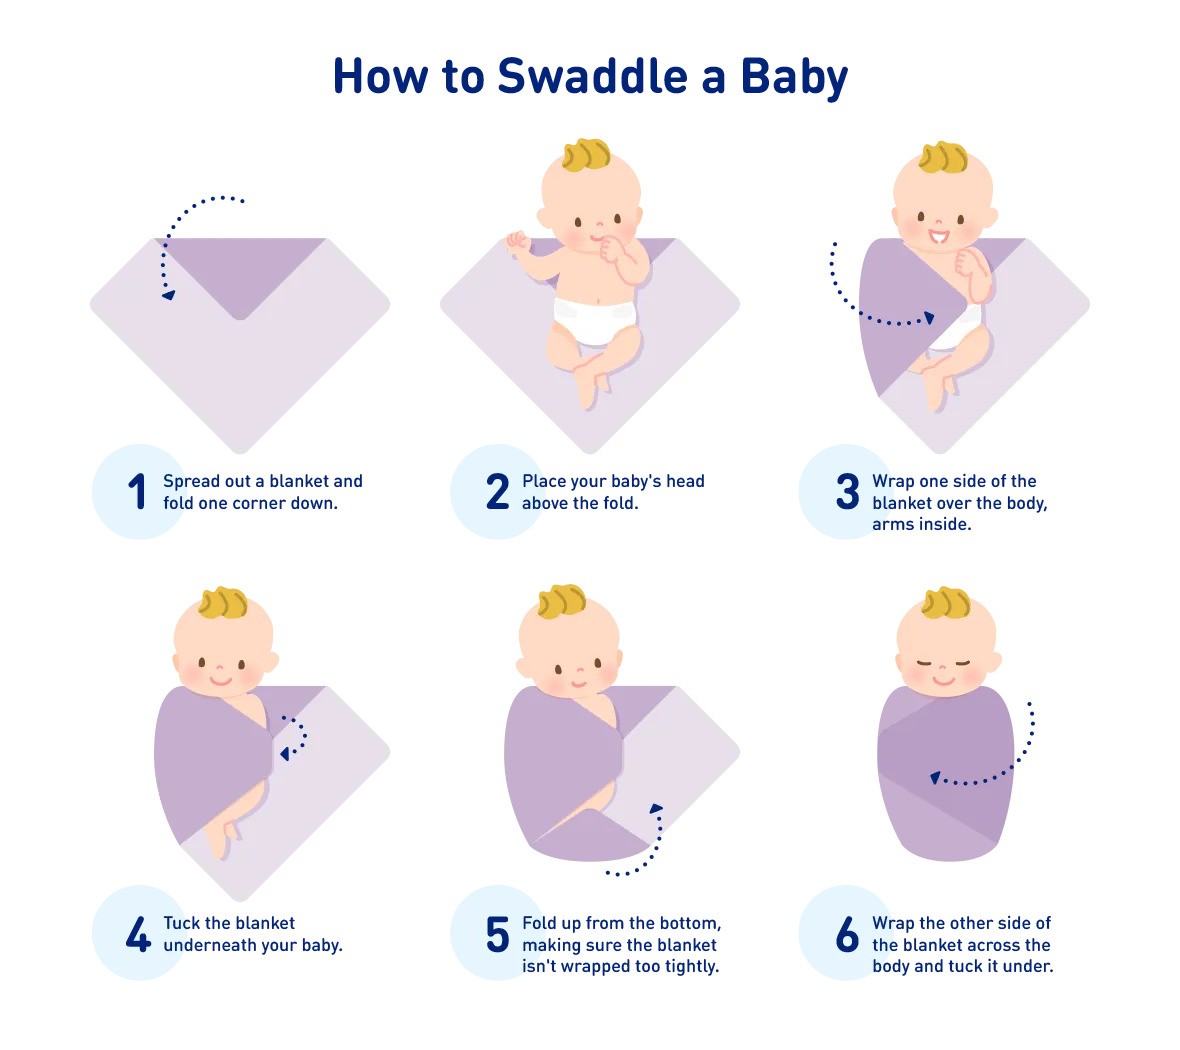 How to Swaddle a Baby
1
Spread out a blanket and
fold one corner down.
2
Place your baby's head
above the fold.
3
Wrap one side of the
blanket over the body,
arms inside.
4
Tuck the blanket
underneath your baby.
5
Fold up from the bottom,
making sure the blanket
isn't wrapped too tightly.
6
Wrap the other side of
the blanket across the
body and tuck it under.